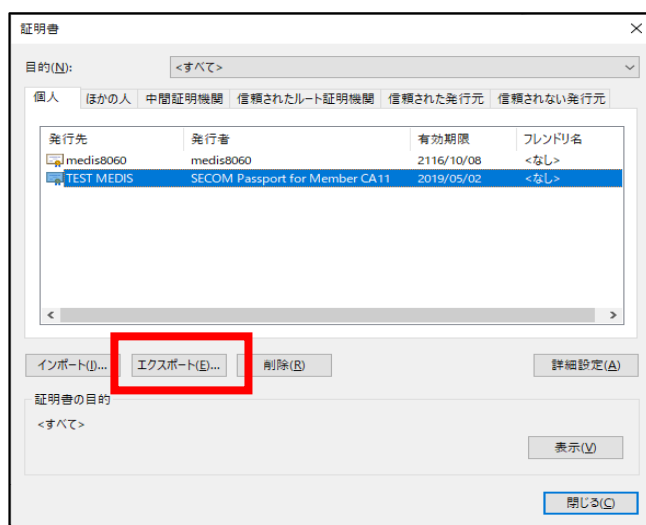 証明書
目的(N): <すべて>
個人 ほかの人 中間証明機関 信頼されたルート証明機関 信頼された発行元 信頼されない発行元
発行先 発行者 有効期限 フレンドリ名
medis8060 medis8060 2116/10/08 <なし>
TEST MEDIS SECOM Passport for Member CA11 2019/05/02 <なし>
インポート(I)... エクスポート(E)... 削除(R) 詳細設定(A)
証明書の目的
<すべて>
表示(V)
閉じる(C)